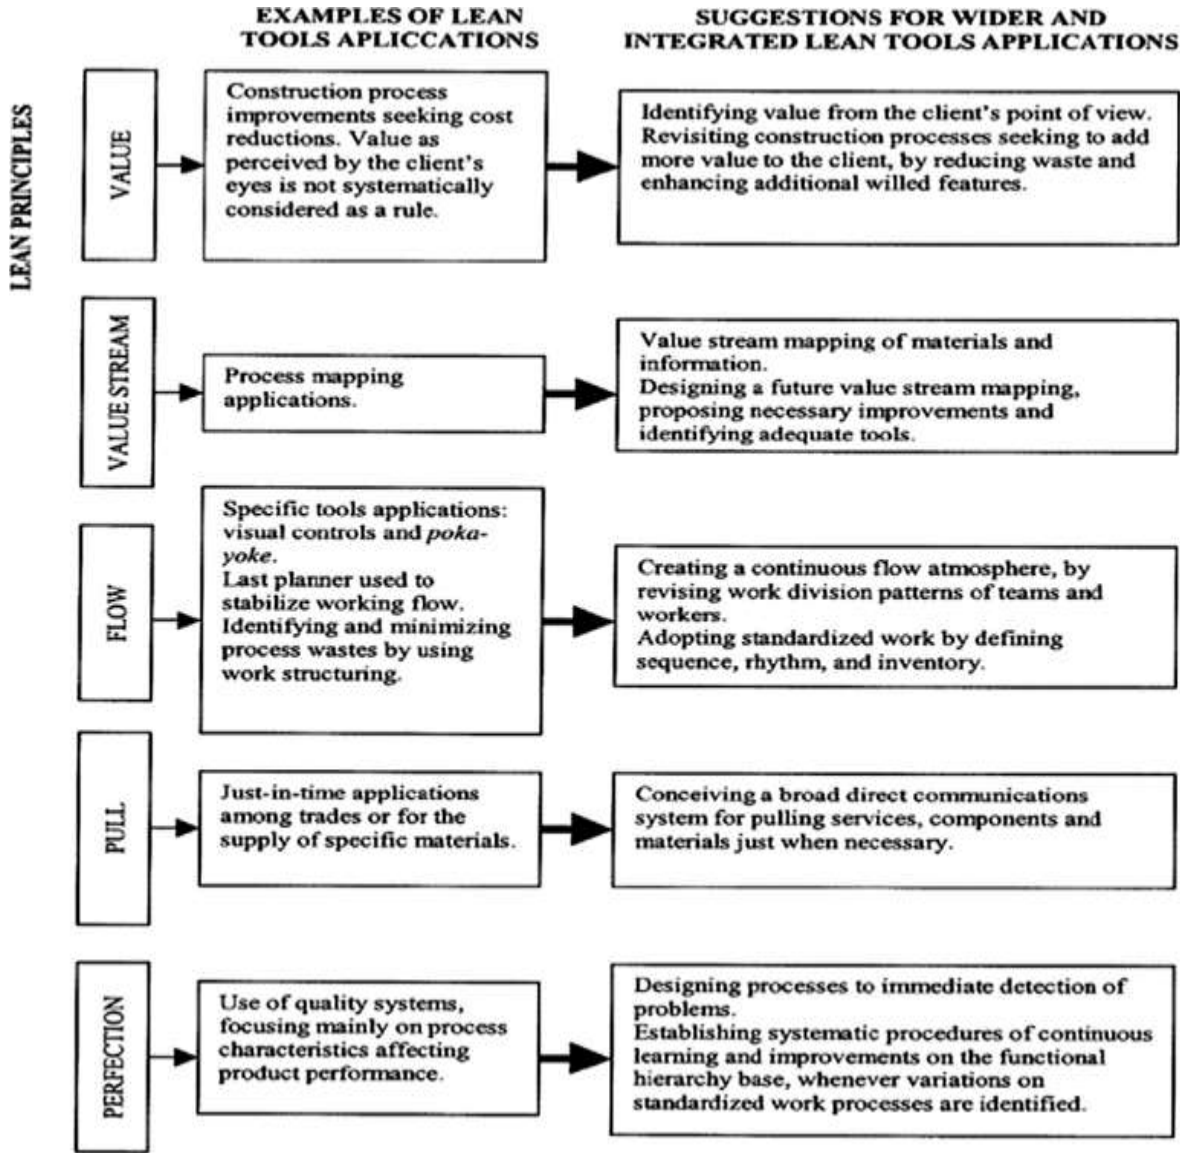 EXAMPLES OF LEAN
TOOLS APLICCATIONS
SUGGESTIONS FOR WIDER AND
INTEGRATED LEAN TOOLS APPLICATIONS
LEAN PRINCIPLES
VALUE
Construction process
improvements seeking cost
reductions. Value as
perceived by the client's
eyes is not systematically
considered as a rule.
Identifying value from the client's point of view.
Revisiting construction processes seeking to add
more value to the client, by reducing waste and
enhancing additional willed features.
VALUE STREAM
Process mapping
applications.
Value stream mapping of materials and
information.
Designing a future value stream mapping,
proposing necessary improvements and
identifying adequate tools.
FLOW
Specific tools applications:
visual controls and poka-
yoke.
Last planner used to
stabilize working flow.
Identifying and minimizing
process wastes by using
work structuring.
Creating a continuous flow atmosphere, by
revising work division patterns of teams and
workers.
Adopting standardized work by defining
sequence, rhythm, and inventory.
PULL
Just-in-time applications
among trades or for the
supply of specific materials.
Conceiving a broad direct communications
system for pulling services, components and
materials just when necessary.
PERFECTION
Use of quality systems,
focusing mainly on process
characteristics affecting
product performance.
Designing processes to immediate detection of
problems.
Establishing systematic procedures of continuous
learning and improvements on the functional
hierarchy base, whenever variations on
standardized work processes are identified.